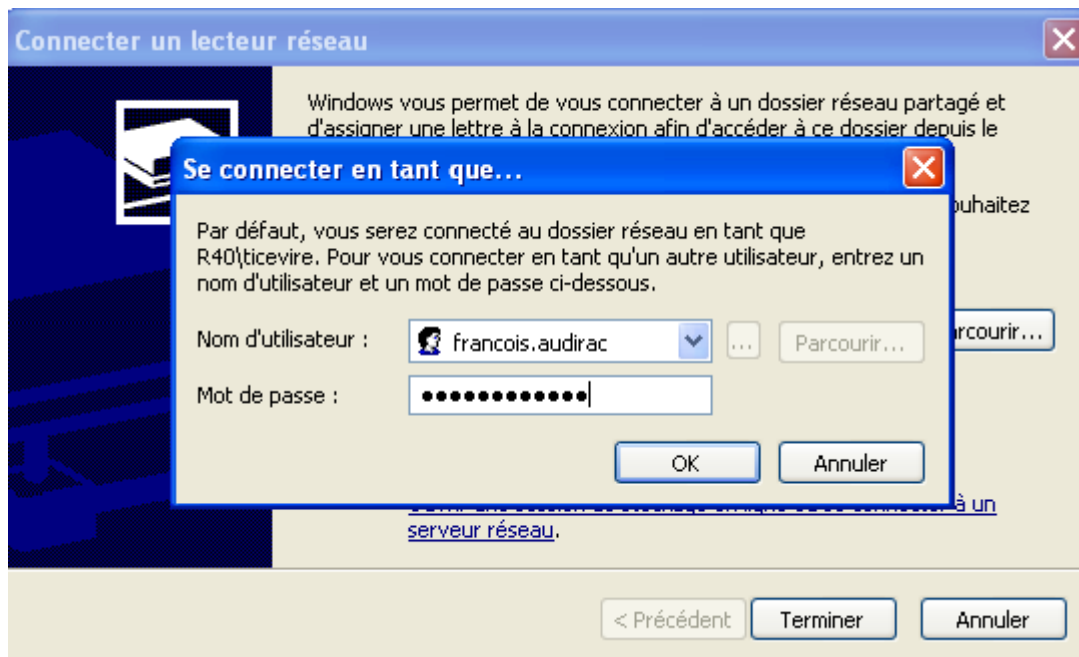 Connecter un lecteur réseau
Windows vous permet de vous connecter à un dossier réseau partagé et
d'assigner une lettre à la connexion afin d'accéder à ce dossier depuis le
Se connecter en tant que...
ouhaitez
Par défaut, vous serez connecté au dossier réseau en tant que
R40\ticevire. Pour vous connecter en tant qu'un autre utilisateur, entrez un
nom d'utilisateur et un mot de passe ci-dessous.
Nom d'utilisateur : francois.audirac ... Parcourir... rcourir...
Mot de passe : ●●●●●●●●●●●●
OK Annuler
à un
serveur réseau.
< Précédent Terminer Annuler